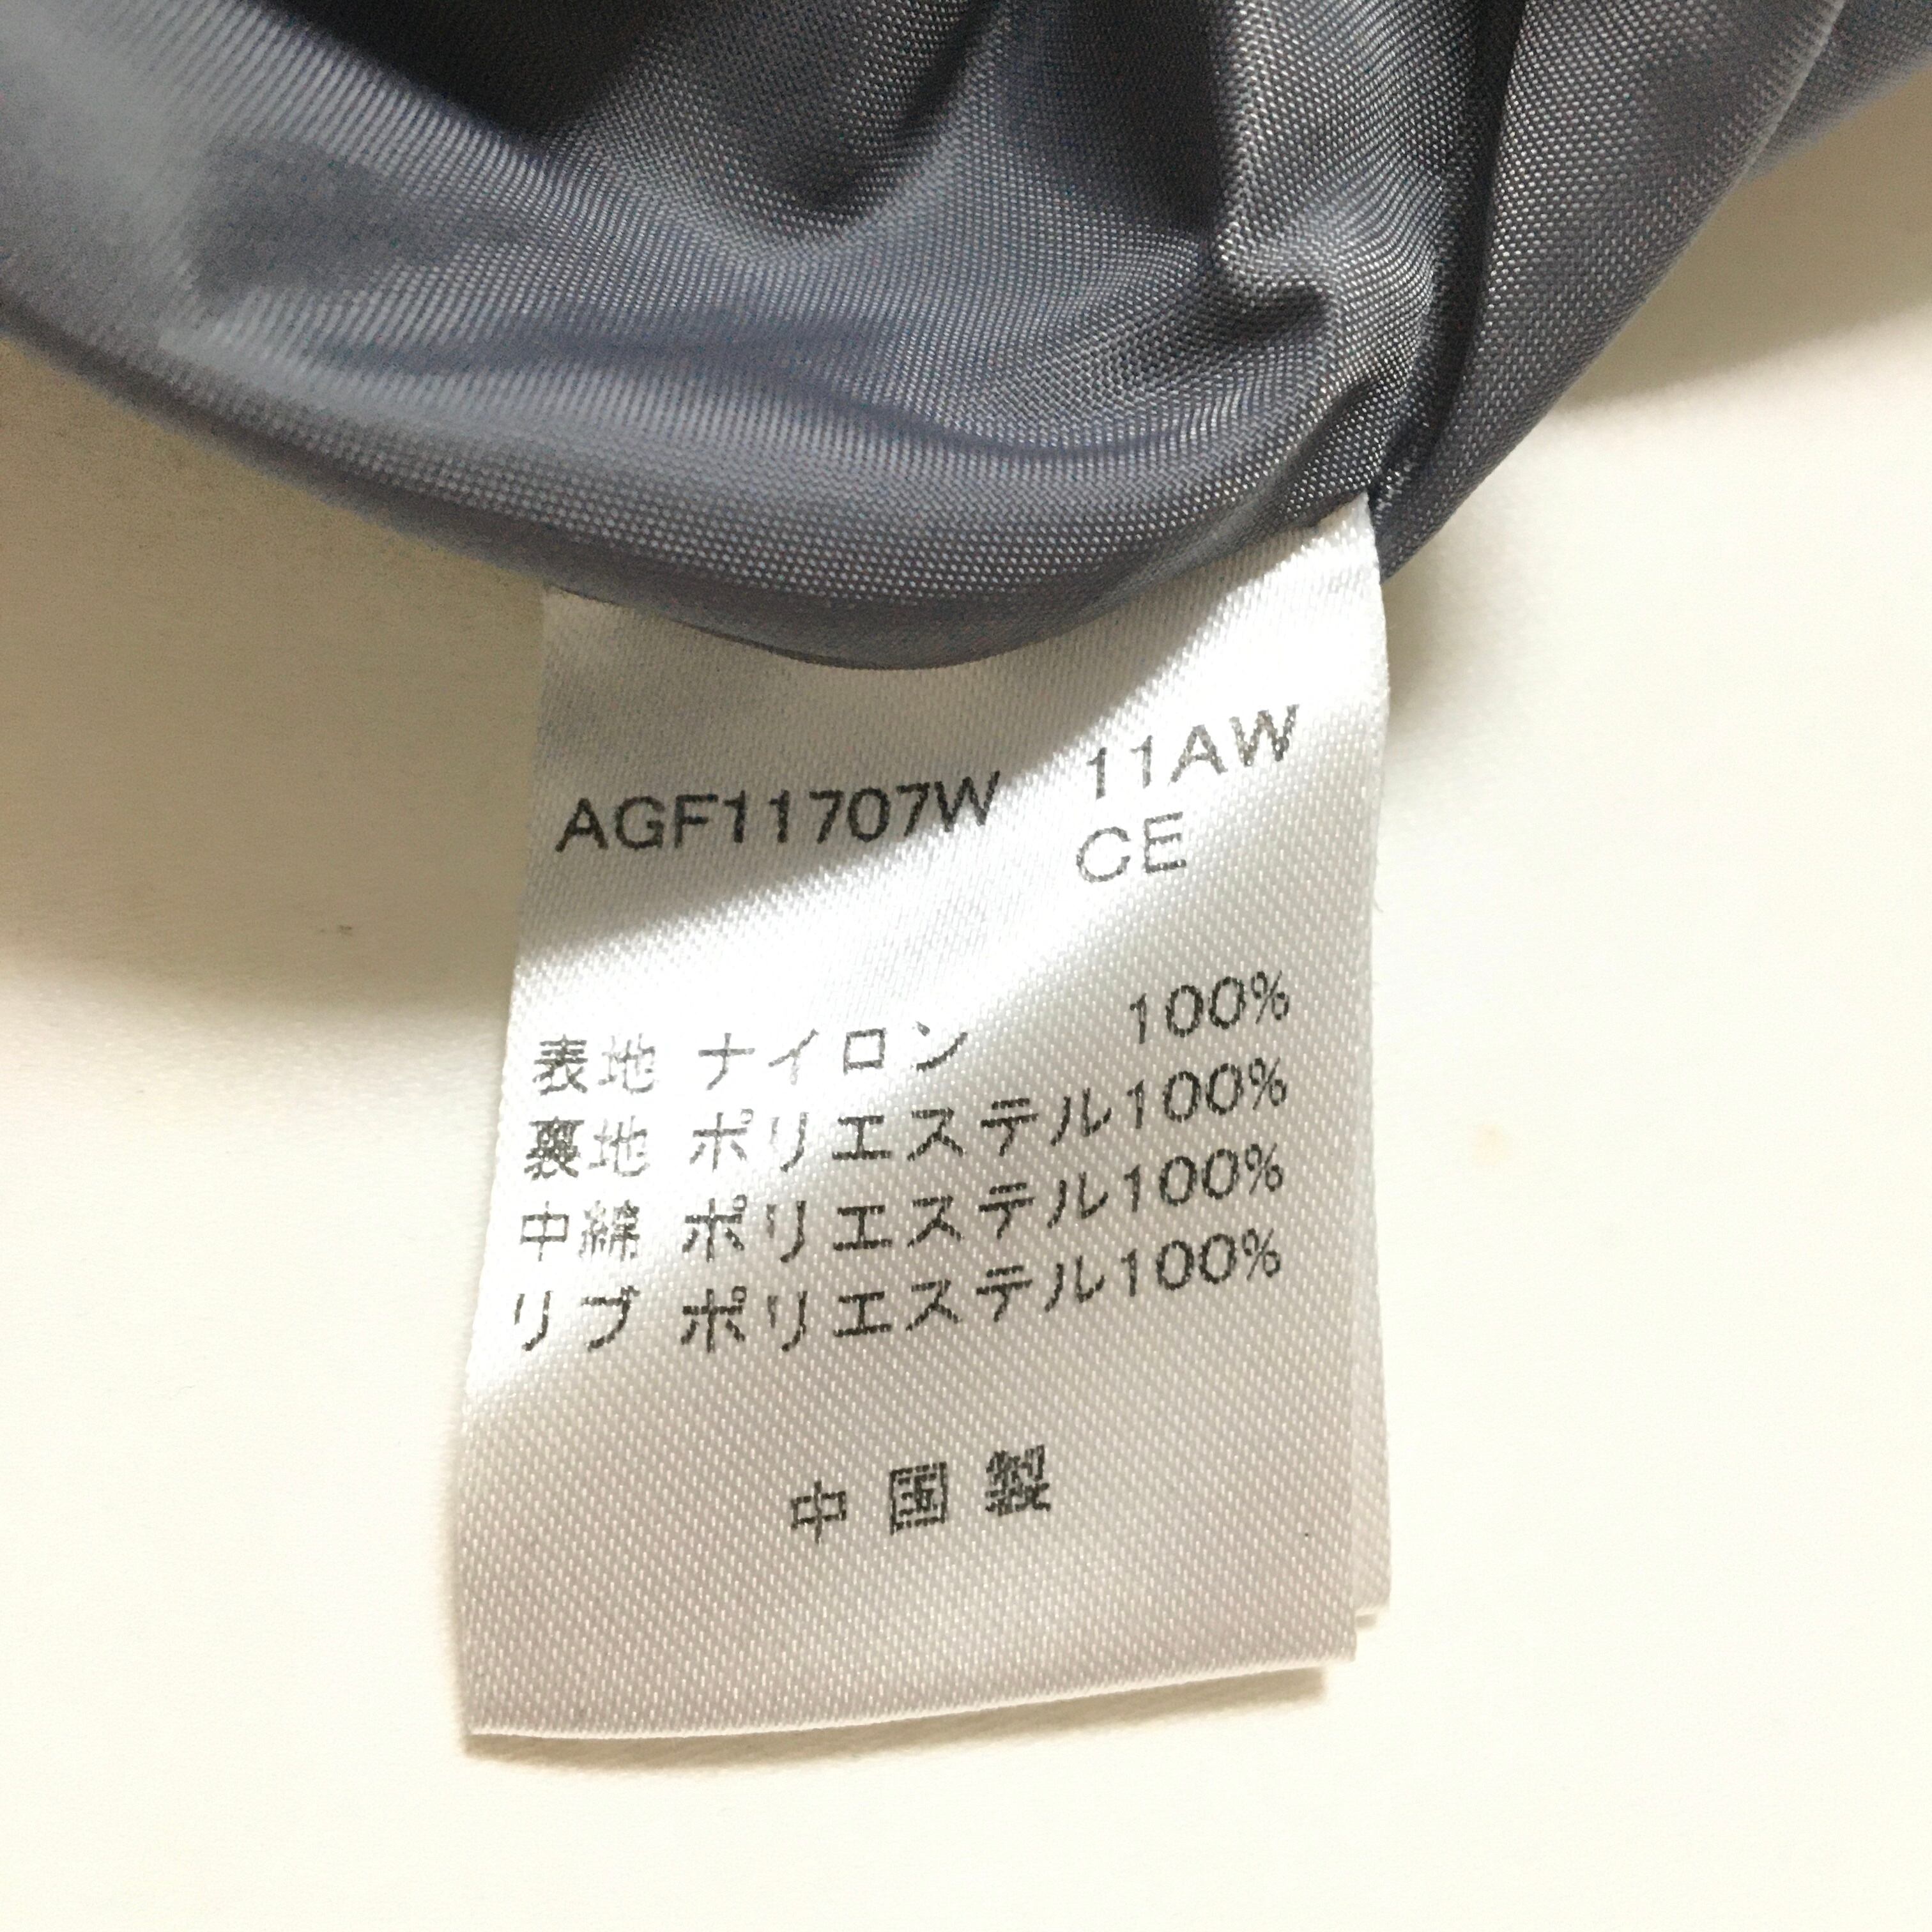 AGF11707W 11AW
CE
表地 ナイロン 100%
裏地 ポリエステル100%
中綿 ポリエステル100%
リブ ポリエステル100%
中国製